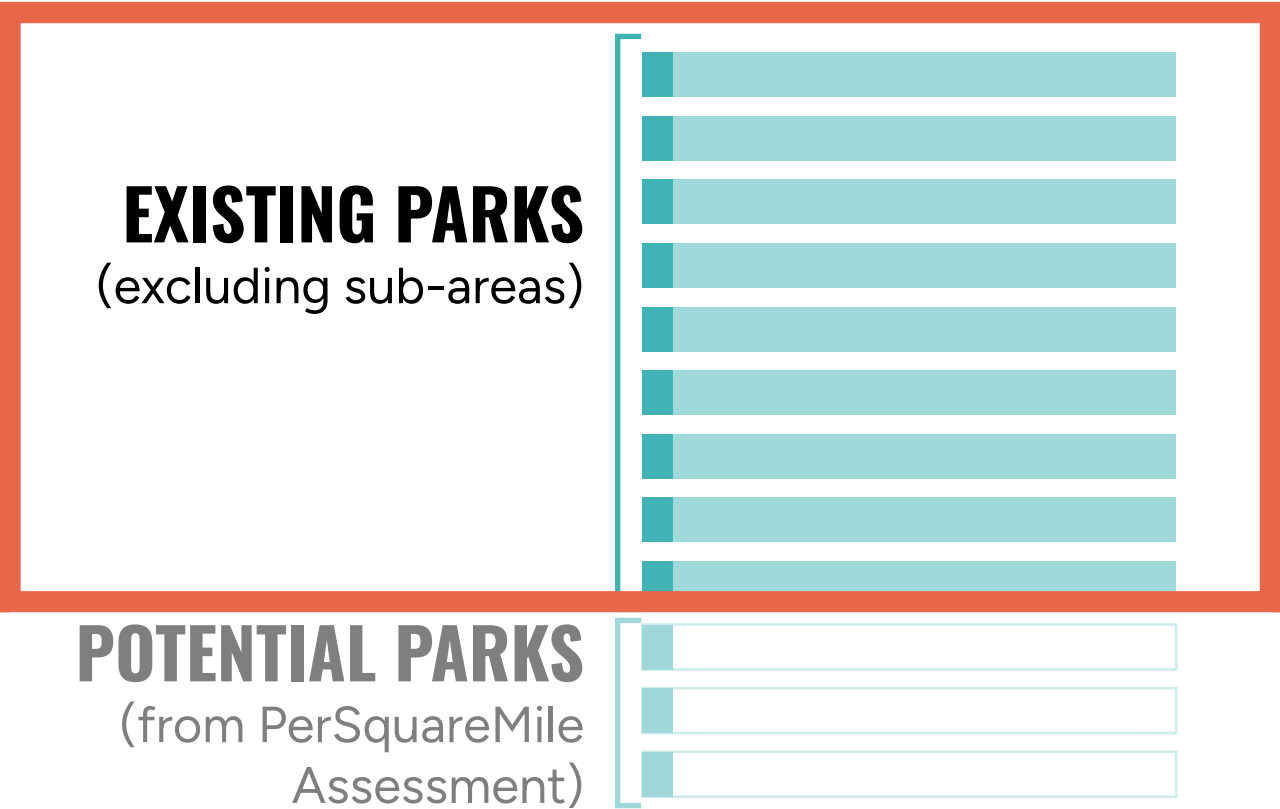 EXISTING PARKS
(excluding sub-areas)
POTENTIAL PARKS
(from PerSquareMile
Assessment)